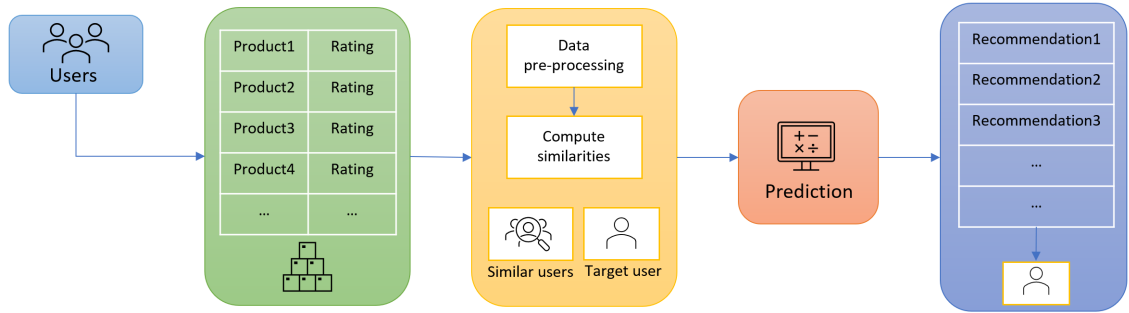 Users
Product1 Rating
Product2 Rating
Product3 Rating
Product4 Rating
... ...
Data
pre-processing
Compute
similarities
Similar users
Target user
Prediction
Recommendation1
Recommendation2
Recommendation3
...
...